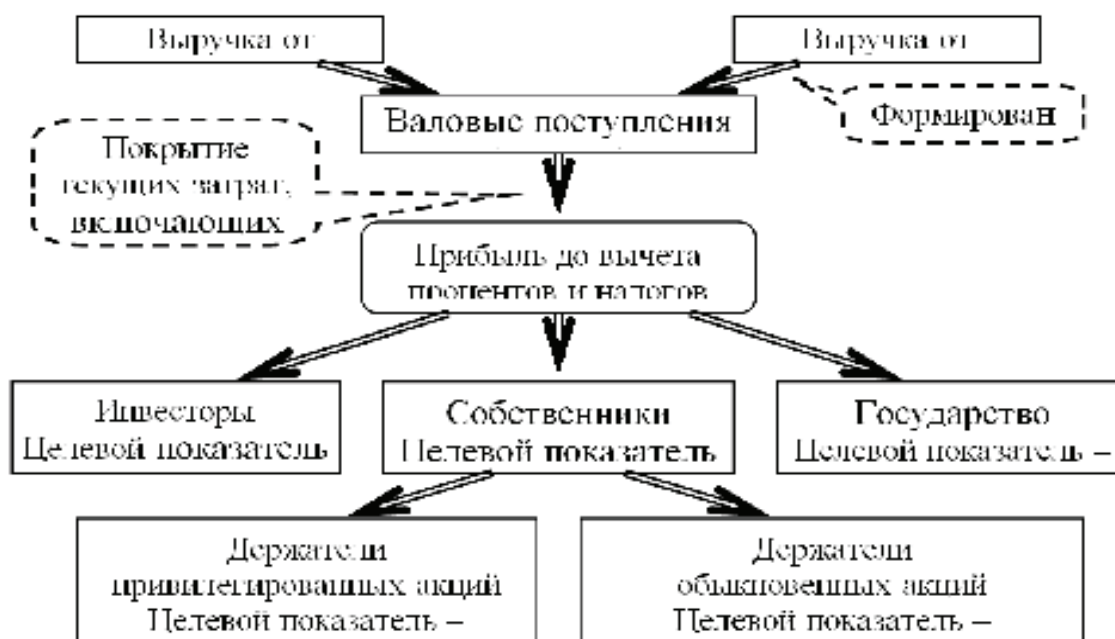 Выручка от
Выручка от
Валовые поступления
Формирован
Покрытие
текущих затрат,
включающих
Прибыль до вычета
процентов и налогов
Инвесторы
Целевой показатель
Собственники
Целевой показатель
Государство
Целевой показатель –
Держатели
привилегированных акций
Целевой показатель –
Держатели
обыкновенных акций
Целевой показатель –